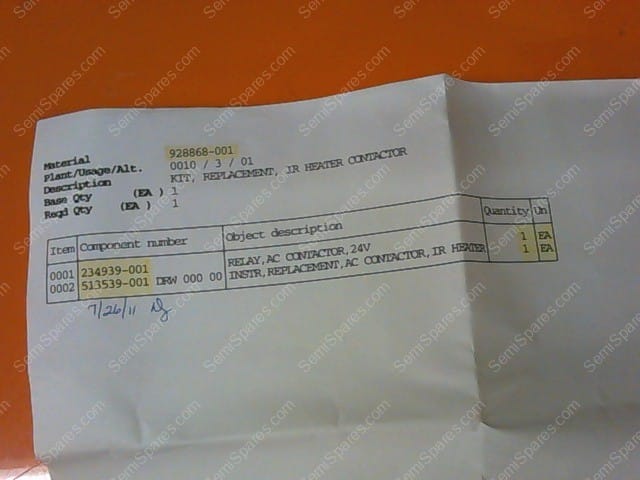 Material 928868-001
Plant/Usage/Alt. 0010 / 3 / 01
Description KIT, REPLACEMENT, IR HEATER CONTACTOR
Base Qty (EA ) 1
Reqd Qty (EA ) 1
Item Component number Object description Quantity Un
0001 234939-001 RELAY,AC CONTACTOR,24V 1 EA
0002 513539-001 DRW 000 00 INSTR,REPLACEMENT,AC CONTACTOR,IR HEATER 1 EA
7/26/11
SemiSpares.com